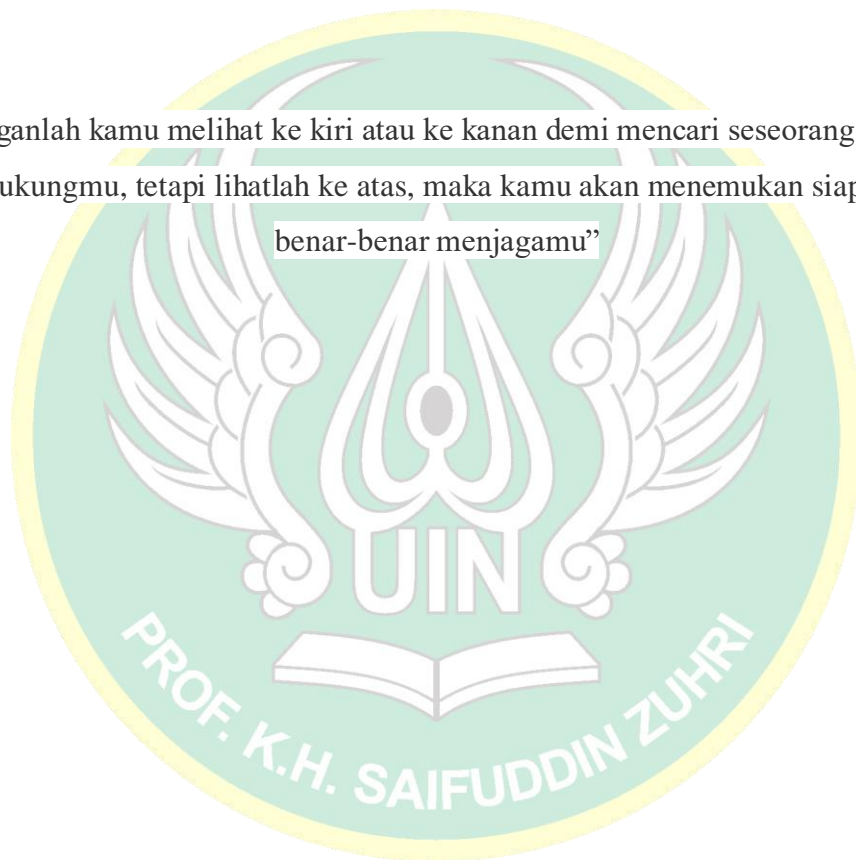 ganlah kamu melihat ke kiri atau ke kanan demi mencari seseorang
ukungmu, tetapi lihatlah ke atas, maka kamu akan menemukan siap
benar-benar menjagamu”
UIN
PROF. K.H. SAIFUDDIN ZUHRI